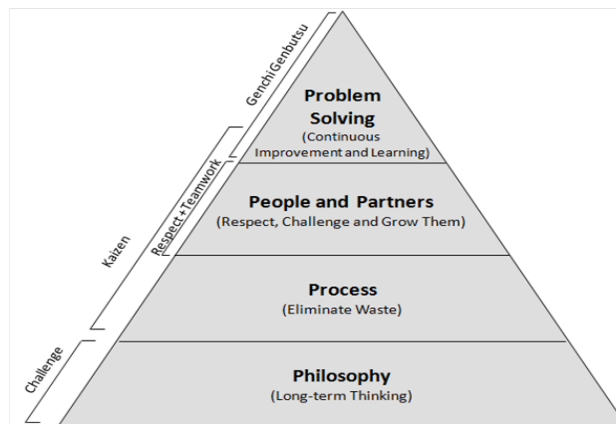 Genchi Genbutsu
Respect+Teamwork
Kaizen
Challenge
Problem
Solving
(Continuous
Improvement and Learning)
People and Partners
(Respect, Challenge and Grow Them)
Process
(Eliminate Waste)
Philosophy
(Long-term Thinking)